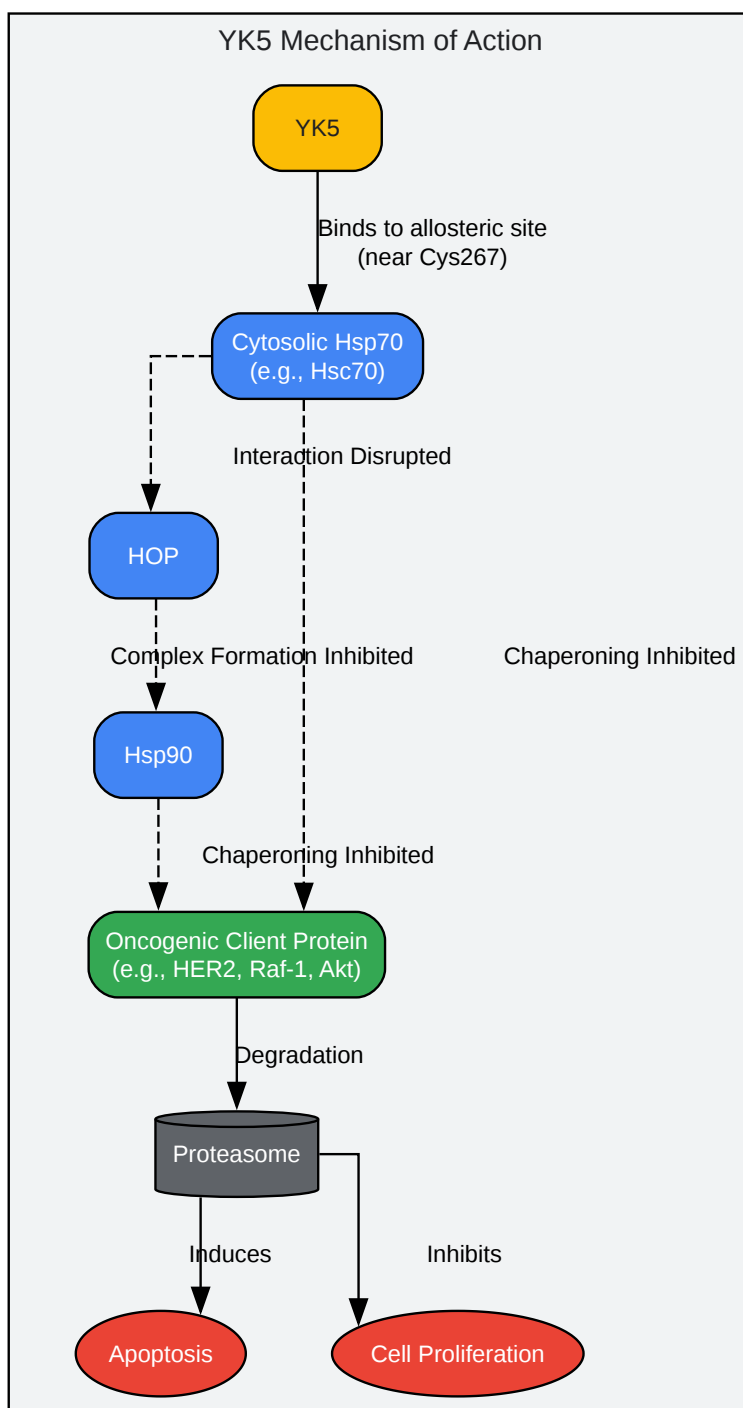 YK5 Mechanism of Action
YK5
Binds to allosteric site
(near Cys267)
Cytosolic Hsp70
(e.g., Hsc70)
Interaction Disrupted
HOP
Complex Formation Inhibited
Chaperoning Inhibited
Hsp90
Chaperoning Inhibited
Oncogenic Client Protein
(e.g., HER2, Raf-1, Akt)
Degradation
Proteasome
Induces
Inhibits
Apoptosis
Cell Proliferation